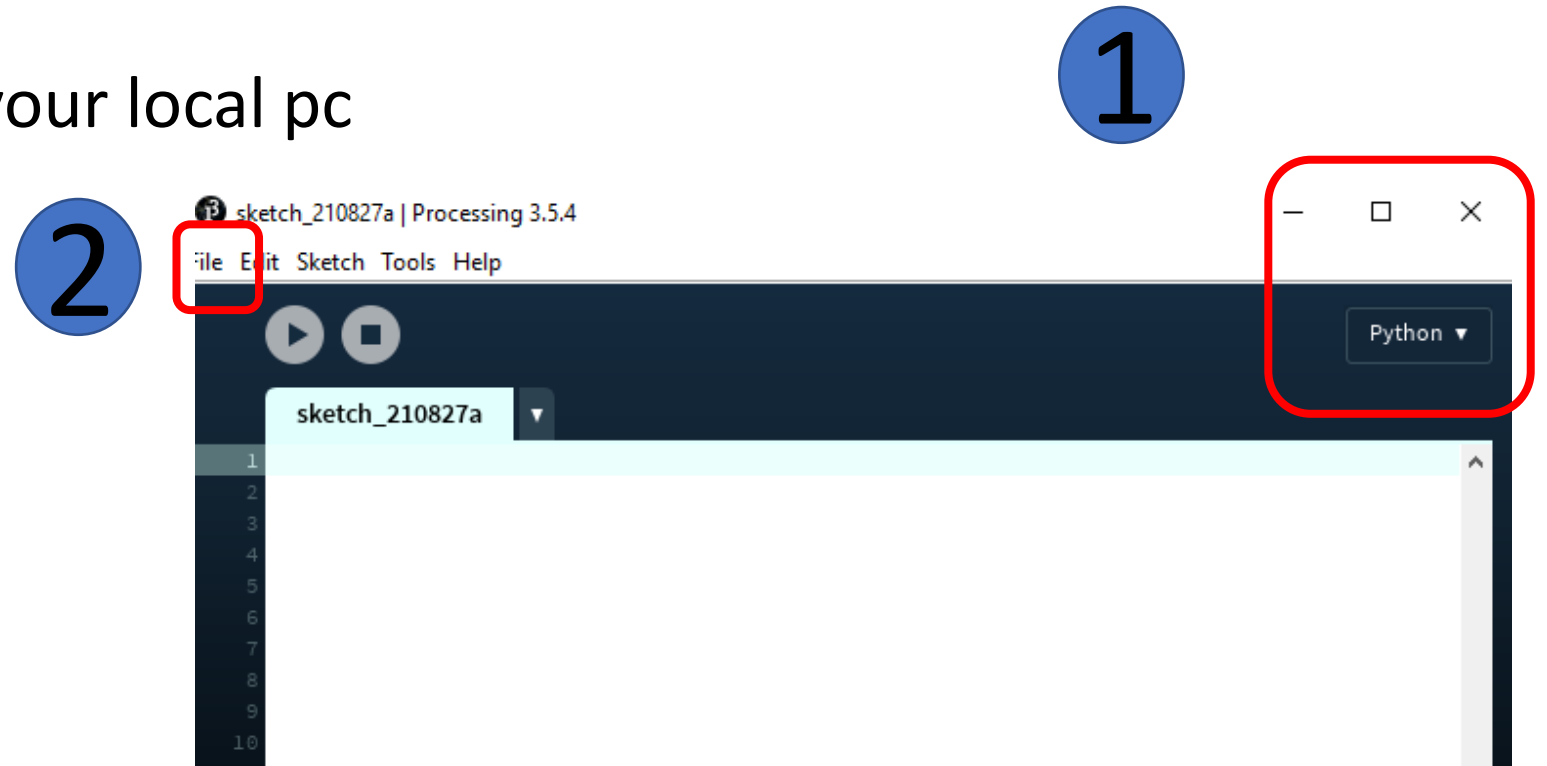 1
your local pc
2
sketch_210827a | Processing 3.5.4
File Edit Sketch Tools Help
Python ▼
sketch_210827a ▼
1
2
3
4
5
6
7
8
9
10